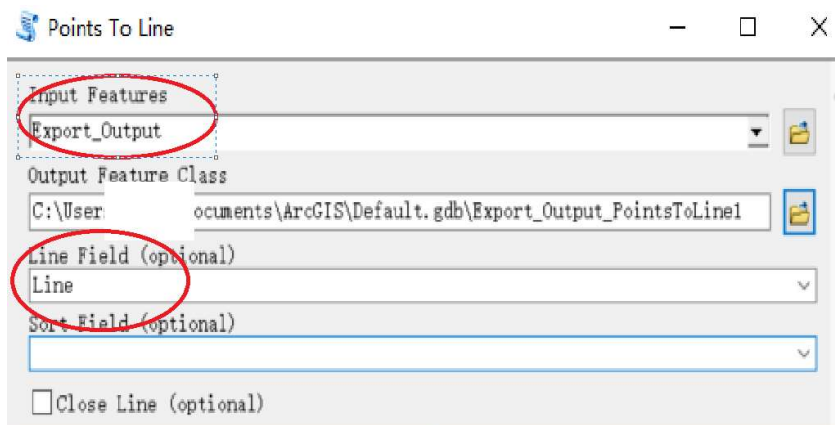 Points To Line
Input Features
Export_Output
Output Feature Class
C:\User ocuments\ArcGIS\Default.gdb\Export_Output_PointsToLine1
Line Field (optional)
Line
Sort Field (optional)
Close Line (optional)